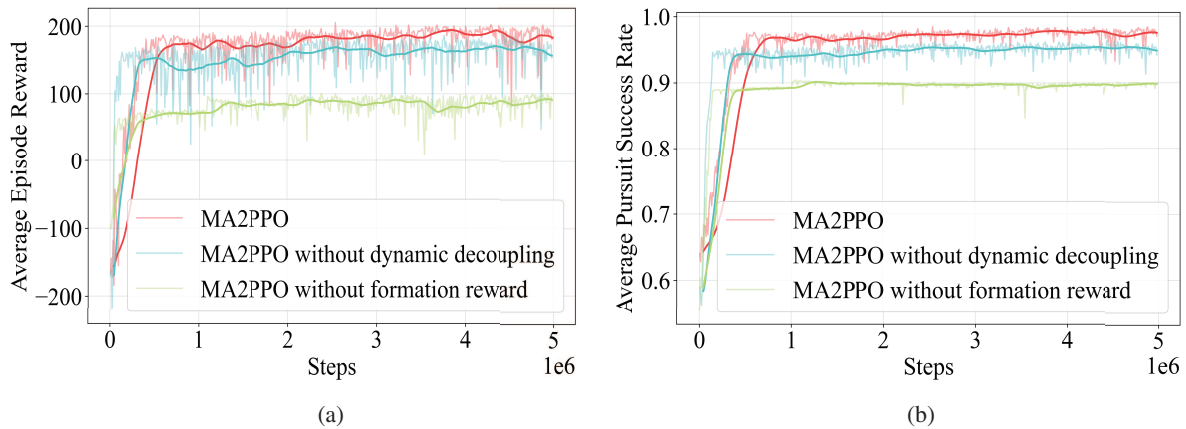 Average Episode Reward
200
100
0
−100
−200
MA2PPO
MA2PPO without dynamic decoupling
MA2PPO without formation reward
0 1 2 3 4 5
Steps
1e6
(a)
Average Pursuit Success Rate
1.0
0.9
0.8
0.7
0.6
MA2PPO
MA2PPO without dynamic decoupling
MA2PPO without formation reward
0 1 2 3 4 5
Steps
1e6
(b)